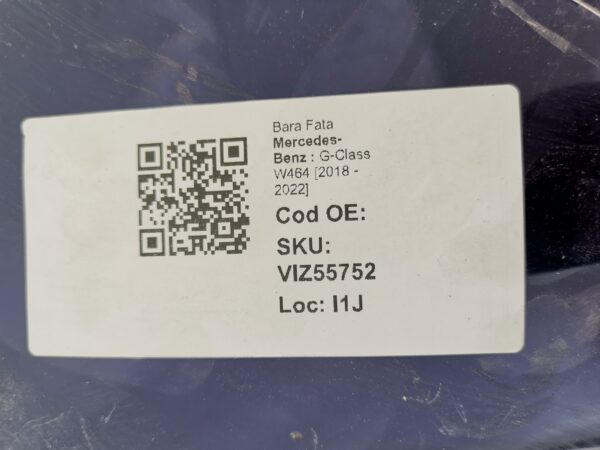 Bara Fata
Mercedes-
Benz : G-Class
W464 [2018 -
2022]
Cod OE:
SKU:
VIZ55752
Loc: I1J